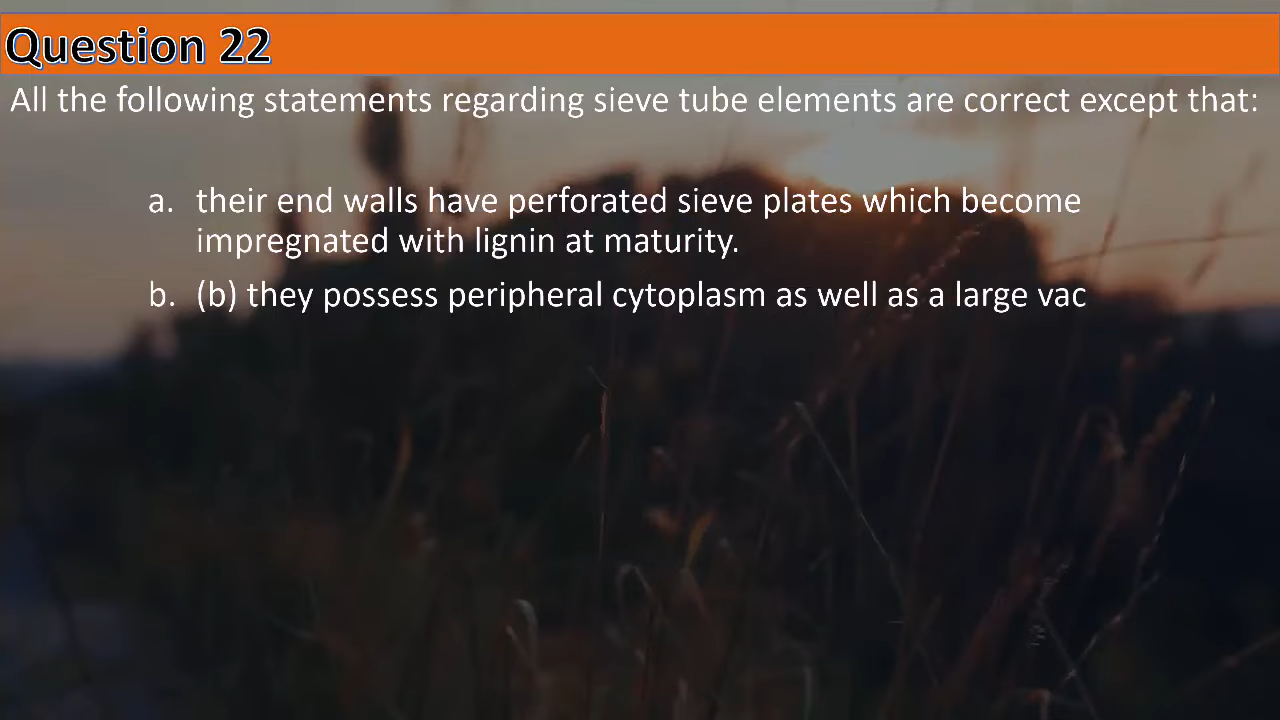 Question 22
All the following statements regarding sieve tube elements are correct except that:
a. their end walls have perforated sieve plates which become
impregnated with lignin at maturity.
b. (b) they possess peripheral cytoplasm as well as a large vac